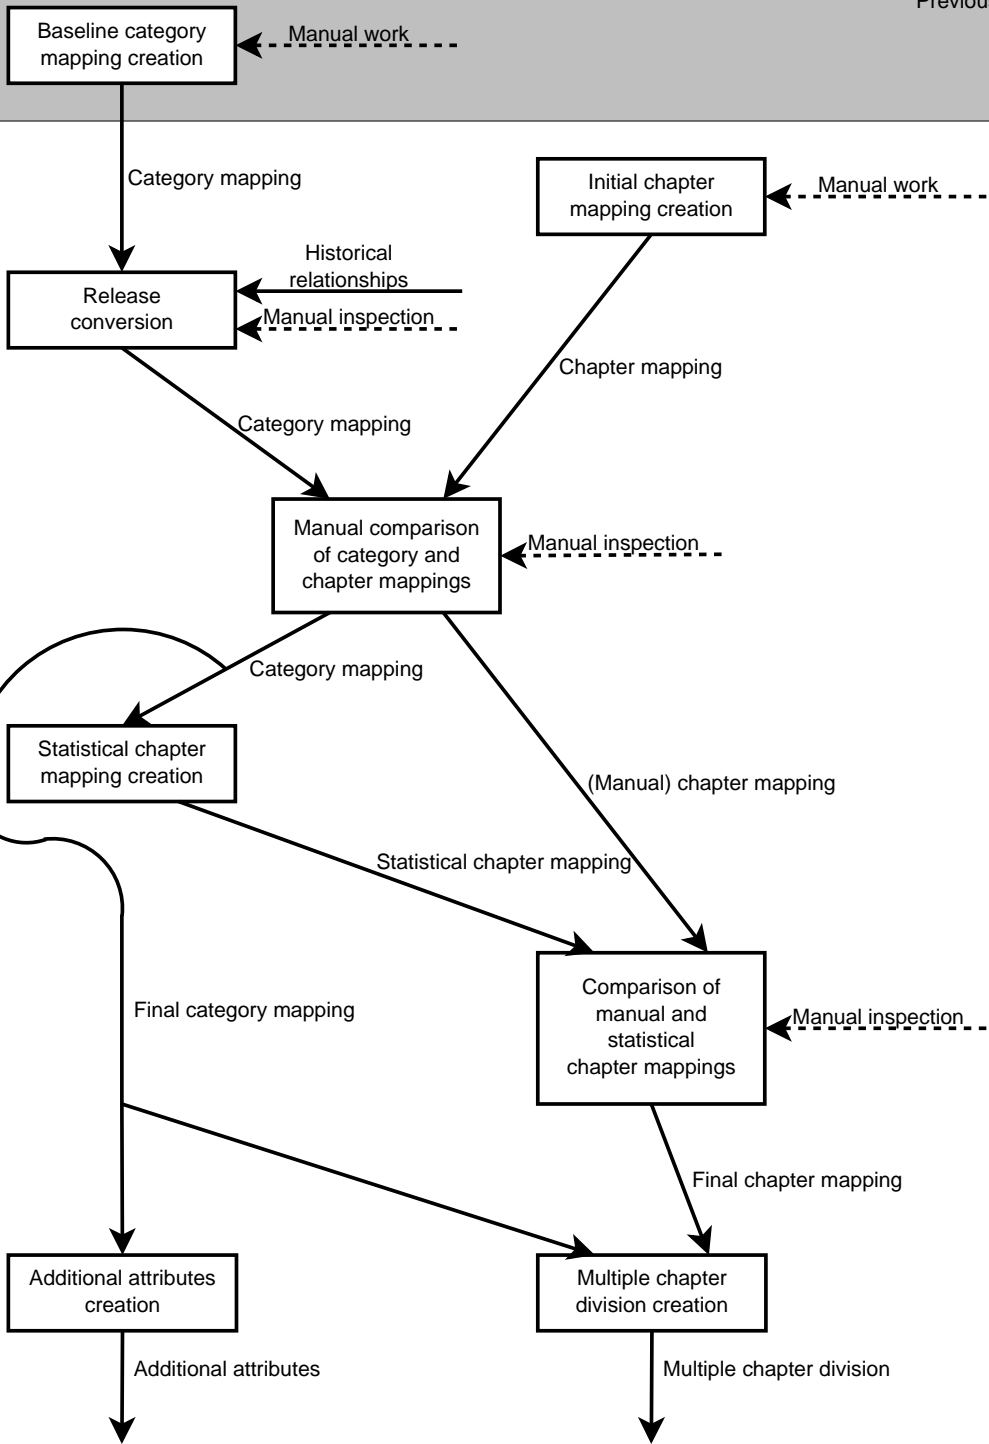 Previous
Baseline category
mapping creation
Manual work
Category mapping
Initial chapter
mapping creation
Manual work
Historical
relationships
Release
conversion
Manual inspection
Chapter mapping
Category mapping
Manual comparison
of category and
chapter mappings
Manual inspection
Category mapping
Statistical chapter
mapping creation
(Manual) chapter mapping
Statistical chapter mapping
Comparison of
manual and
statistical
chapter mappings
Final category mapping
Manual inspection
Final chapter mapping
Additional attributes
creation
Multiple chapter
division creation
Additional attributes
Multiple chapter division